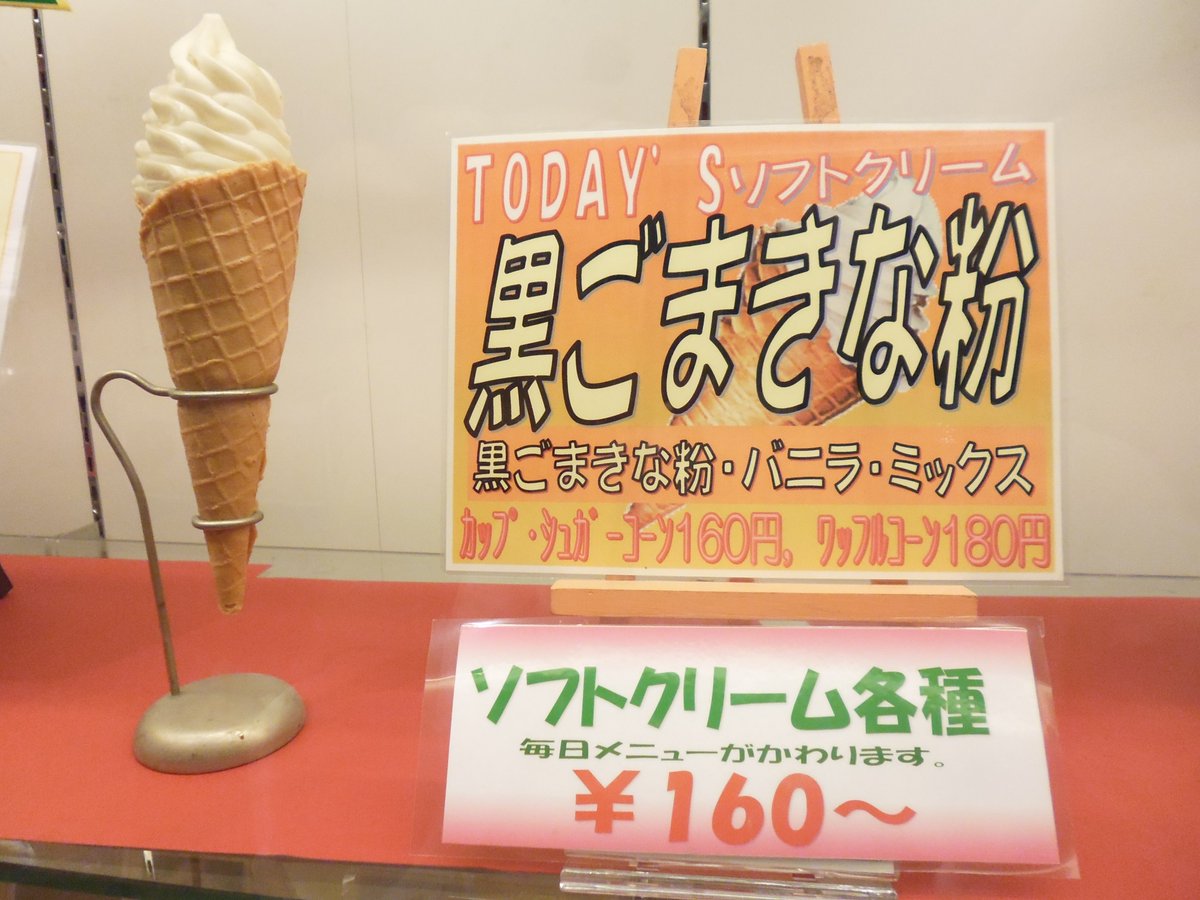 TODAY'Sソフトクリーム
黒ごまきな粉
黒ごまきな粉・バニラ・ミックス
ｶｯﾌﾟ・ｼｭｶﾞｰｺｰﾝ160円，ﾜｯﾌﾙｺｰﾝ180円
ソフトクリーム各種
毎日メニューがかわります。
￥160～